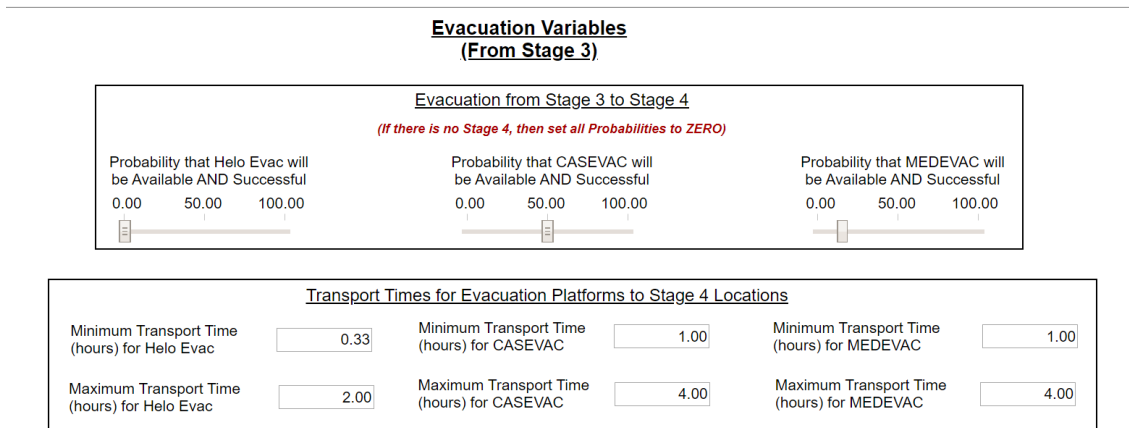 Evacuation Variables
(From Stage 3)
Evacuation from Stage 3 to Stage 4
(If there is no Stage 4, then set all Probabilities to ZERO)
Probability that Helo Evac will
be Available AND Successful
0.00 50.00 100.00
Probability that CASEVAC will
be Available AND Successful
0.00 50.00 100.00
Probability that MEDEVAC will
be Available AND Successful
0.00 50.00 100.00
Transport Times for Evacuation Platforms to Stage 4 Locations
Minimum Transport Time
(hours) for Helo Evac
0.33
Minimum Transport Time
(hours) for CASEVAC
1.00
Minimum Transport Time
(hours) for MEDEVAC
1.00
Maximum Transport Time
(hours) for Helo Evac
2.00
Maximum Transport Time
(hours) for CASEVAC
4.00
Maximum Transport Time
(hours) for MEDEVAC
4.00